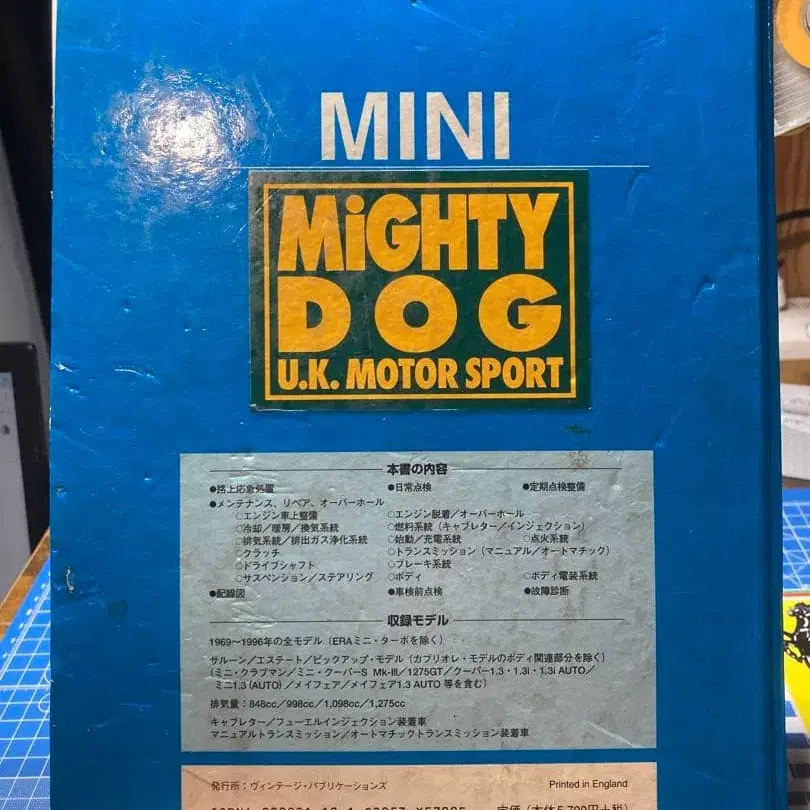 MINI
MiGHTY
DOG
U.K. MOTOR SPORT
本書の内容
●路上応急処置 ●日常点検 ●定期点検整備
●メンテナンス、リペア、オーバーホール
○エンジン車上整備 ○エンジン脱着／オーバーホール
○冷却／暖房／換気系統 ○燃料系統（キャブレター／インジェクション）
○排気系統／排出ガス浄化系統 ○始動／充電系統 ○点火系統
○クラッチ ○トランスミッション（マニュアル／オートマチック）
○ドライブシャフト ○ブレーキ系統
○サスペンション／ステアリング ○ボディ ○ボディ電装系統
●配線図 ●車検前点検 ●故障診断
収録モデル
1969〜1996年の全モデル（ERAミニ・ターボを除く）
サルーン／エステート／ピックアップ・モデル（カブリオレ・モデルのボディ関連部分を除く）
（ミニ・クラブマン／ミニ・クーパーS Mk-III／1275GT／クーパー1.3・1.3i・1.3i AUTO／
ミニ1.3 (AUTO) ／メイフェア／メイフェア1.3 AUTO 等を含む）
排気量：848cc／998cc／1,098cc／1,275cc
キャブレター／フューエルインジェクション装着車
マニュアルトランスミッション／オートマチックトランスミッション装着車
発行所：ヴィンテージ・パブリケーションズ Printed in England
定価（本体5,700円＋税）